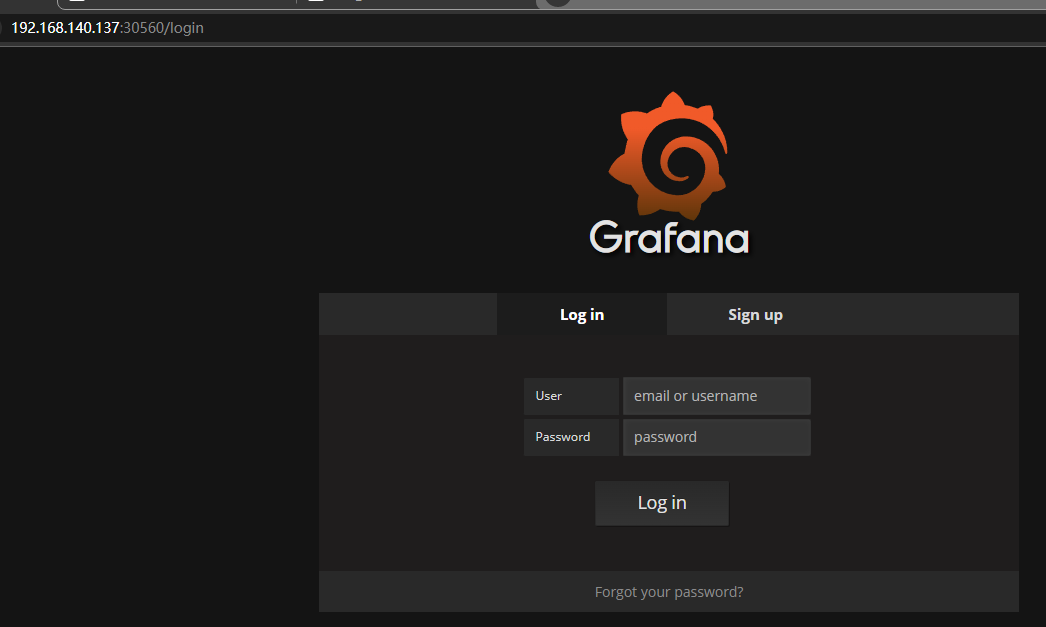 192.168.140.137:30560/login
Grafana
Log in Sign up
User email or username
Password password
Log in
Forgot your password?